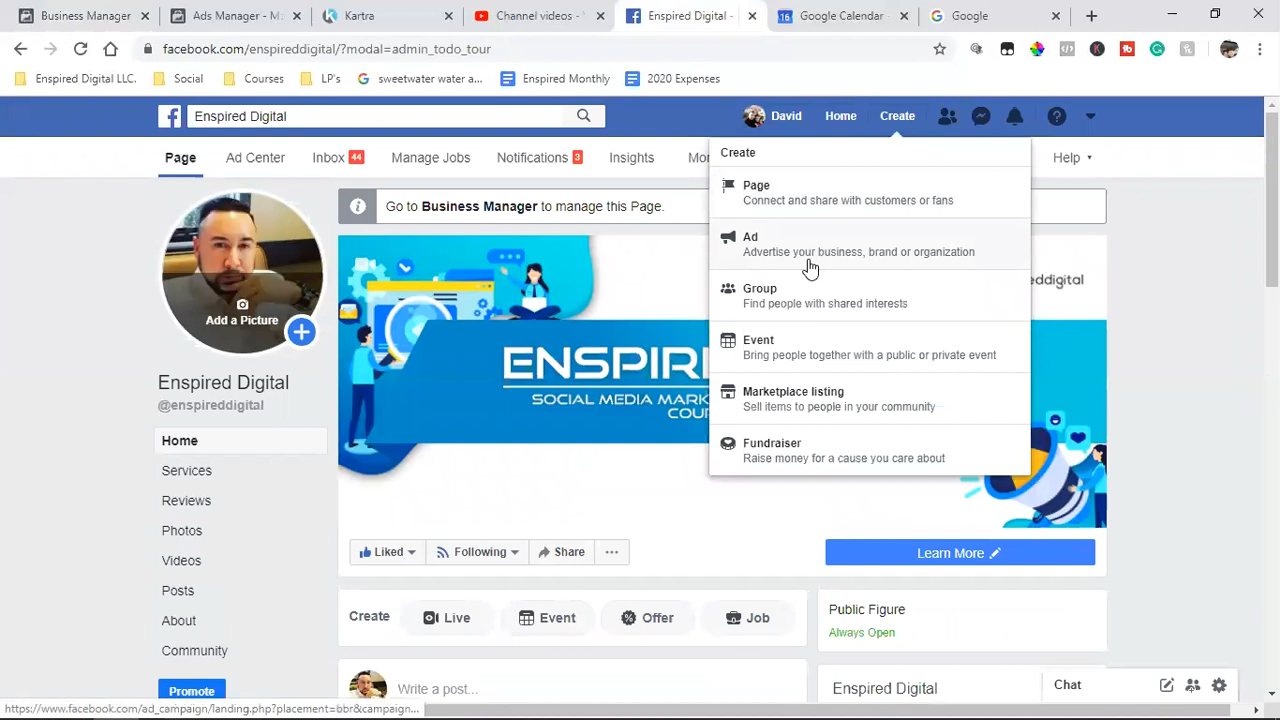 Business Manager
Ads Manager - M
Kartra
Channel videos -
Enspired Digital -
Google Calendar
Google
facebook.com/enspireddigital/?modal=admin_todo_tour
Enspired Digital LLC.
Social
Courses
LP's
sweetwater water a...
Enspired Monthly
2020 Expenses
Enspired Digital
David
Home
Create
Page
Ad Center
Inbox 44
Manage Jobs
Notifications 3
Insights
Help
Create
Page
Connect and share with customers or fans
Ad
Advertise your business, brand or organization
Group
Find people with shared interests
Event
Bring people together with a public or private event
Marketplace listing
Sell items to people in your community
Fundraiser
Raise money for a cause you care about
Go to Business Manager to manage this Page.
Add a Picture
Enspired Digital
@enspireddigital
Home
Services
Reviews
Photos
Videos
Posts
About
Community
Promote
ENSPIR
SOCIAL MEDIA MARK
COU
eddigital
Liked
Following
Share
...
Learn More
Create
Live
Event
Offer
Job
Write a post...
Public Figure
Always Open
Enspired Digital
Chat
https://www.facebook.com/ad_campaign/landing.php?placement=bbr&campaign...